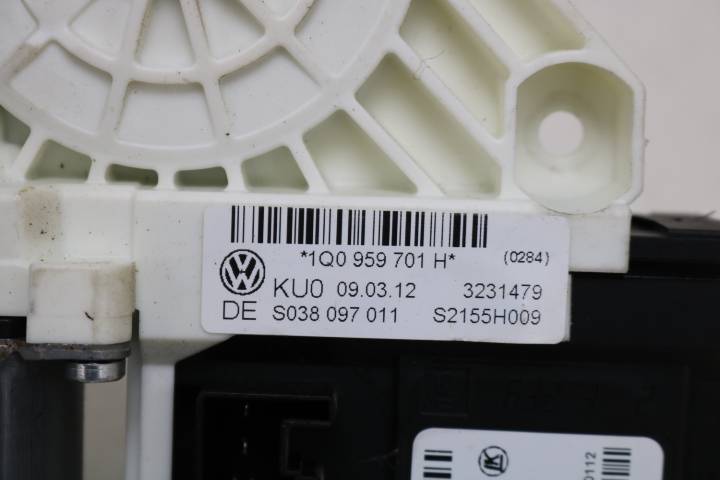 *1Q0 959 701 H* (0284)
KU0 09.03.12 3231479
DE S038 097 011 S2155H009